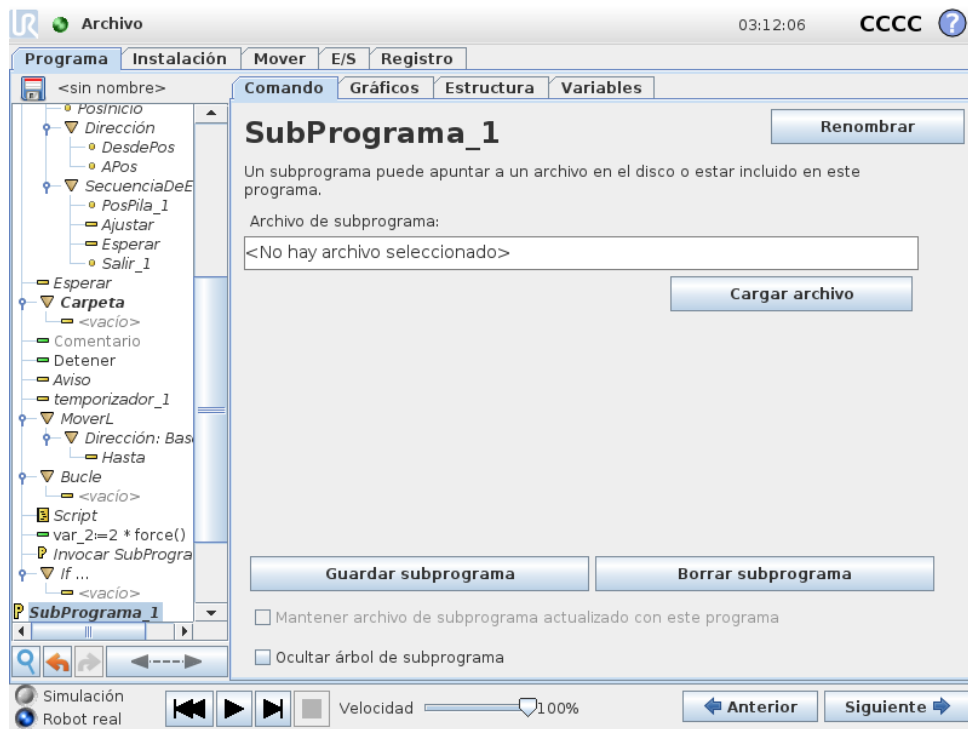 UR Archivo 03:12:06 CCCC ?
Programa Instalación Mover E/S Registro
<sin nombre>
PosInicio
Dirección
DesdePos
APos
SecuenciaDeE
PosPila_1
Ajustar
Esperar
Salir_1
Esperar
Carpeta
<vacío>
Comentario
Detener
Aviso
temporizador_1
MoverL
Dirección: Bas
Hasta
Bucle
<vacío>
Script
var_2:=2 * force()
Invocar SubProgra
If ...
<vacío>
SubPrograma_1
Comando Gráficos Estructura Variables
SubPrograma_1 Renombrar
Un subprograma puede apuntar a un archivo en el disco o estar incluido en este
programa.
Archivo de subprograma:
<No hay archivo seleccionado>
Cargar archivo
Guardar subprograma Borrar subprograma
Mantener archivo de subprograma actualizado con este programa
Ocultar árbol de subprograma
Simulación
Robot real
Velocidad 100% Anterior Siguiente